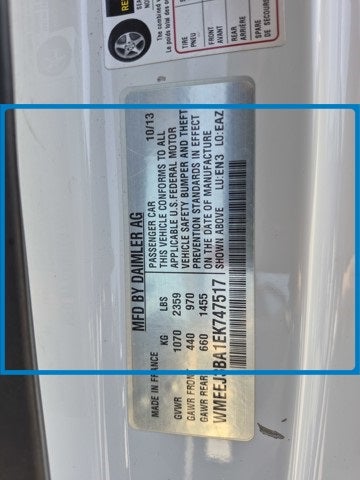 MFD BY DAIMLER AG
MADE IN FRANCE
PASSENGER CAR 10/13
KG LBS
GVWR 1070 2359
GAWR FRONT 440 970
GAWR REAR 660 1455
THIS VEHICLE CONFORMS TO ALL
APPLICABLE U.S.FEDERAL MOTOR
VEHICLE SAFETY BUMPER AND THEFT
PREVENTION STANDARDS IN EFFECT
ON THE DATE OF MANUFACTURE
SHOWN ABOVE LU:EN3 LO:EAZ
WMEEJ3BA1EK747517
TIRE
PNEU
FRONT
AVANT
REAR
ARRIÈRE
SPARE
DE SECOURS